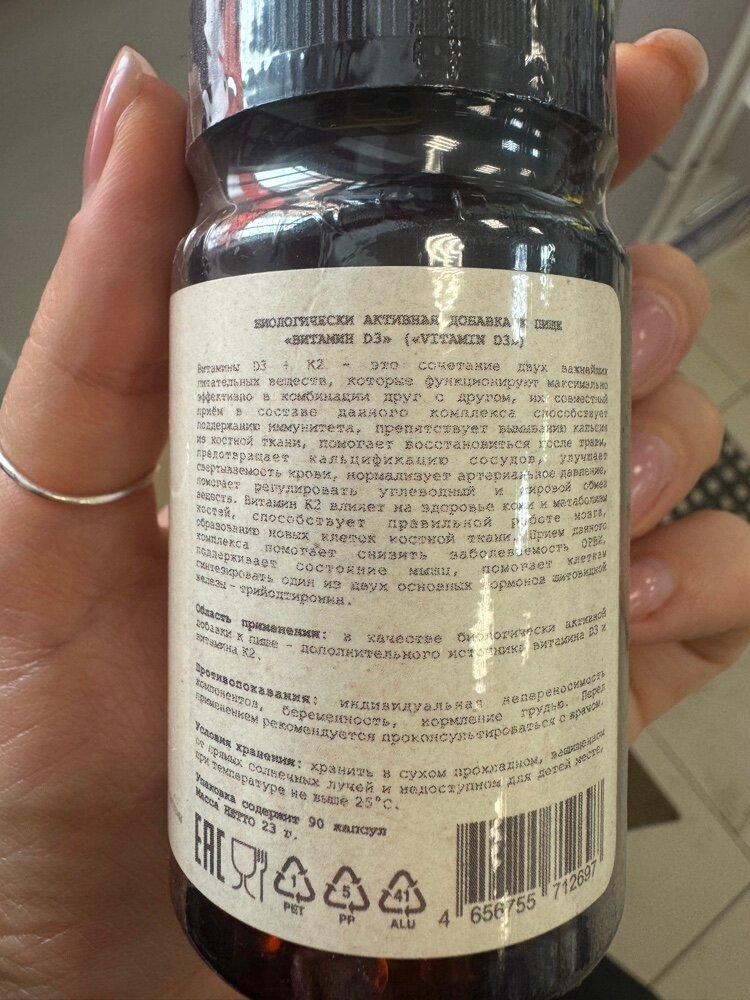 БИОЛОГИЧЕСКИ АКТИВНАЯ ДОБАВКА К ПИЩЕ
«ВИТАМИН D3» («VITAMIN D3»)
Витамины D3 + K2 – это сочетание двух важнейших
питательных веществ, которые функционируют максимально
эффективно в комбинации друг с другом, их совместный
приём в составе данного комплекса способствует
поддержанию иммунитета, препятствует вымыванию кальция
из костной ткани, помогает восстановиться после травм,
предотвращает кальцификацию сосудов, улучшает
свертываемость крови, нормализует артериальное давление,
помогает регулировать углеводный и жировой обмен
веществ. Витамин K2 влияет на здоровье кожи и матаболизм
костей, способствует правильной работе мозга,
образованию новых клеток костной ткани. Прием данного
комплекса помогает снизить заболеваемость ОРВИ,
поддерживает состояние мышц, помогает клеткам
синтезировать один из двух основных гормонов щитовидной
железы – трийодтиронин.
Область применения: в качестве биологически активной
добавки к пище – дополнительного источника витамина D3 и
витамина K2.
Противопоказания: индивидуальная непереносимость
компонентов, беременность, кормление грудью. Перед
применением рекомендуется проконсультироваться с врачом.
Условия хранения: хранить в сухом прохладном, защищенном
от прямых солнечных лучей и недоступном для детей месте,
при температуре не выше 25°C.
Упаковка содержит 90 капсул
Масса НЕТТО 23 г.
EAC
1 5 41
PET PP ALU
4 656755 712697